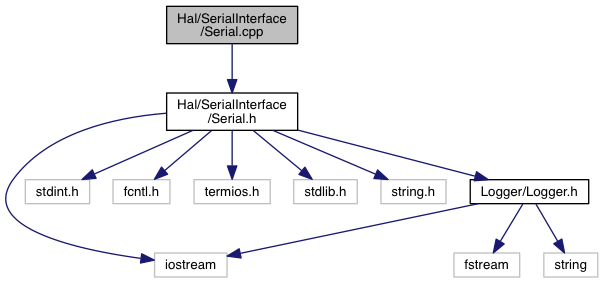 Hal/SerialInterface
/Serial.cpp
Hal/SerialInterface
/Serial.h
stdint.h
fcntl.h
termios.h
stdlib.h
string.h
Logger/Logger.h
iostream
fstream
string